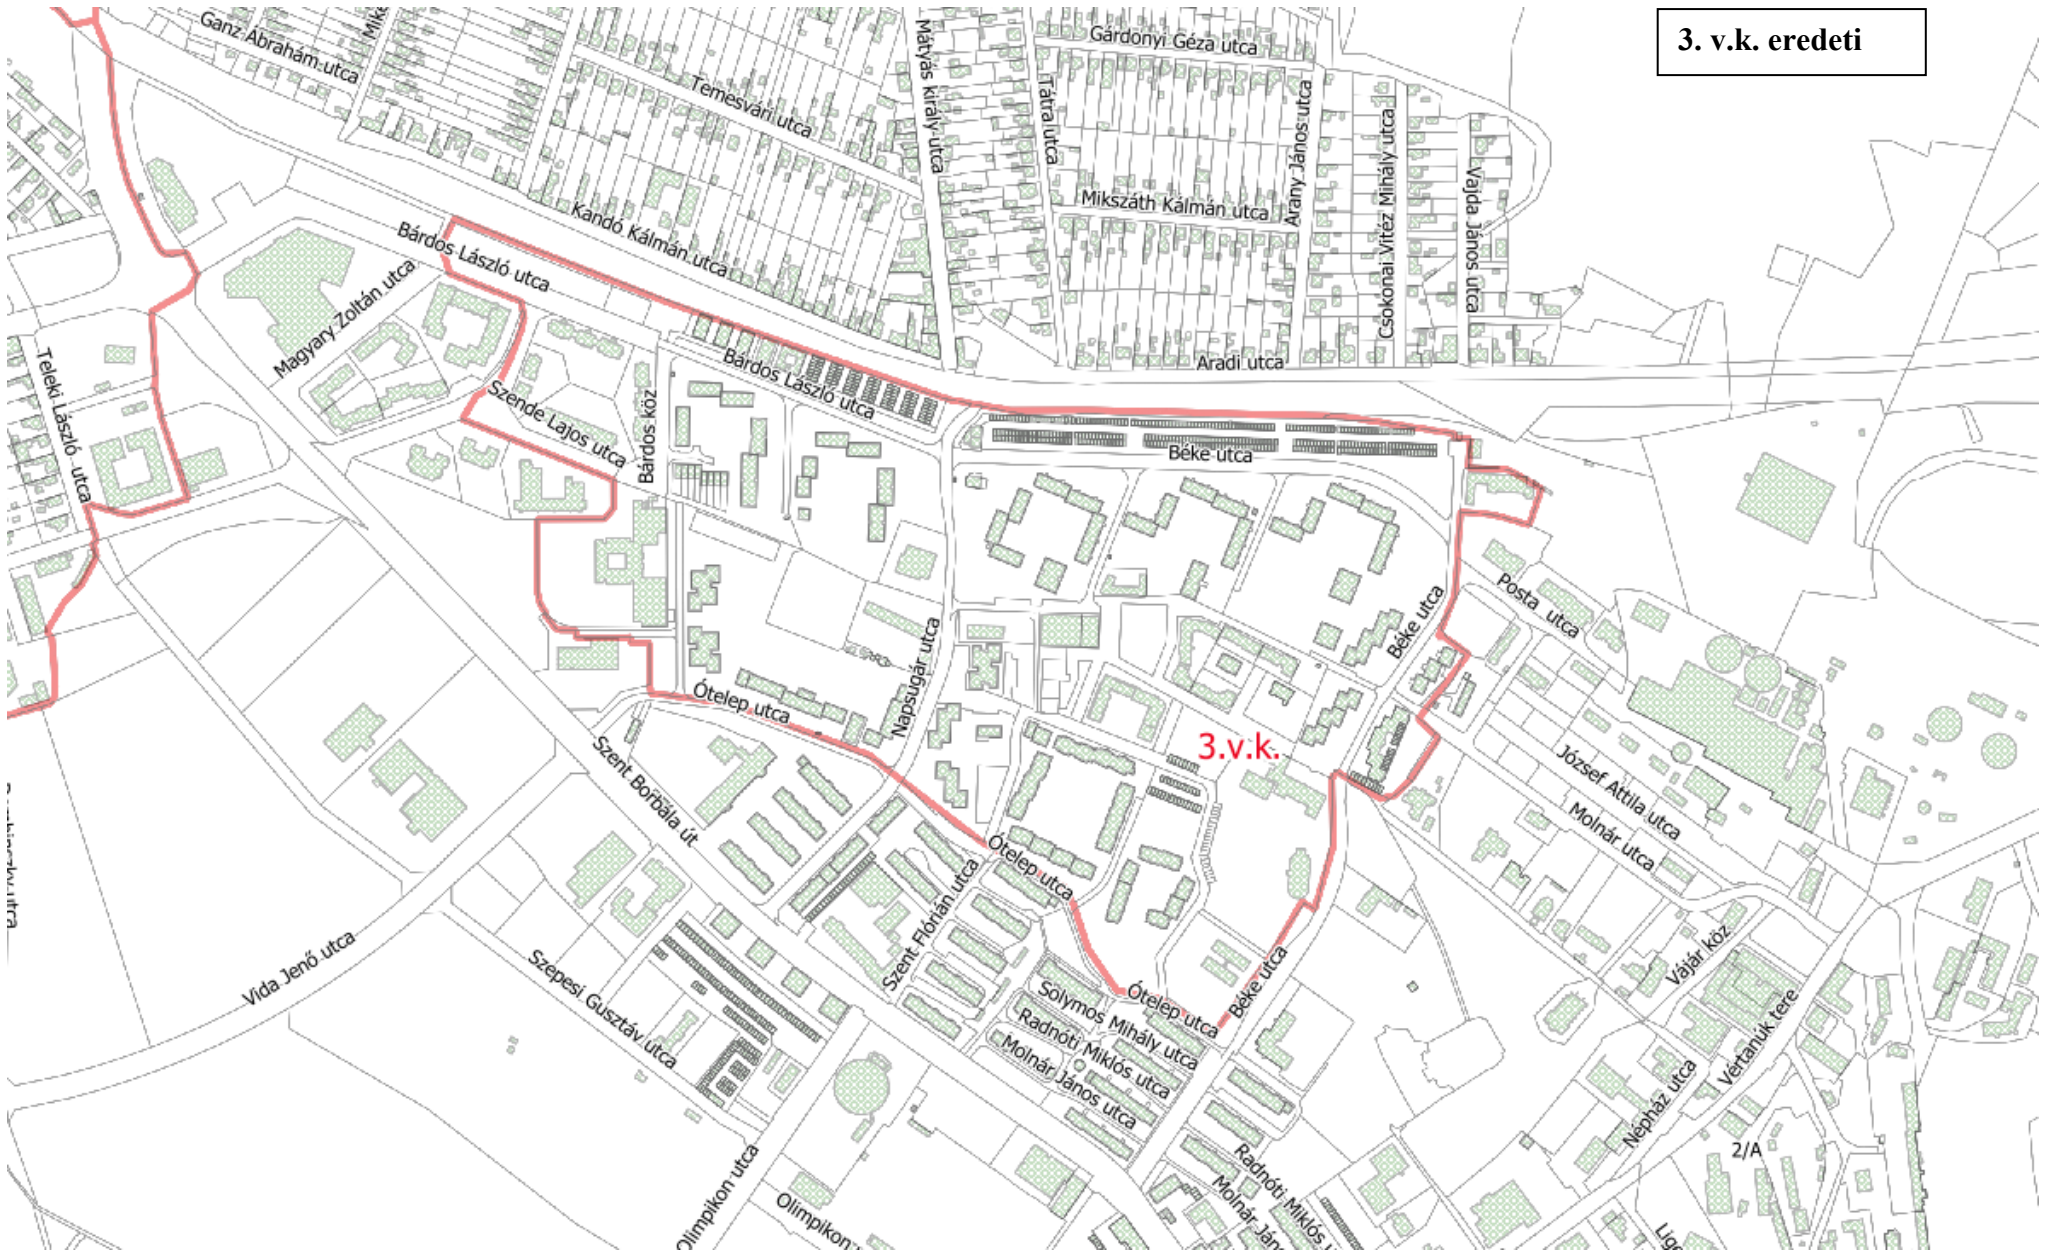 3. v.k. eredeti
Ganz Ábrahám utca
Mátyás király utca
Gárdonyi Géza utca
Temesvári utca
Tátra utca
Arany János utca
Csokonai Vitéz Mihály utca
Vajda János utca
Mikszáth Kálmán utca
Kandó Kálmán utca
Bárdos László utca
Magyary Zoltán utca
Aradi utca
Teleki László utca
Bárdos László utca
Szende Lajos utca
Bárdos köz
Béke utca
Posta utca
Béke utca
Napsugár utca
Ótelep utca
3.v.k.
Szent Borbála út
József Attila utca
Molnár utca
Ótelep utca
Szent Flórián utca
Vida Jenő utca
Szepesi Gusztáv utca
Vájár köz
Béke utca
Ótelep utca
Solymos Mihály utca
Radnóti Miklós utca
Molnár János utca
Vértanúk tere
Népház utca
2/A
Olimpikon utca
Olimpikon
Radnóti Miklós u
Molnár Ján
Lige